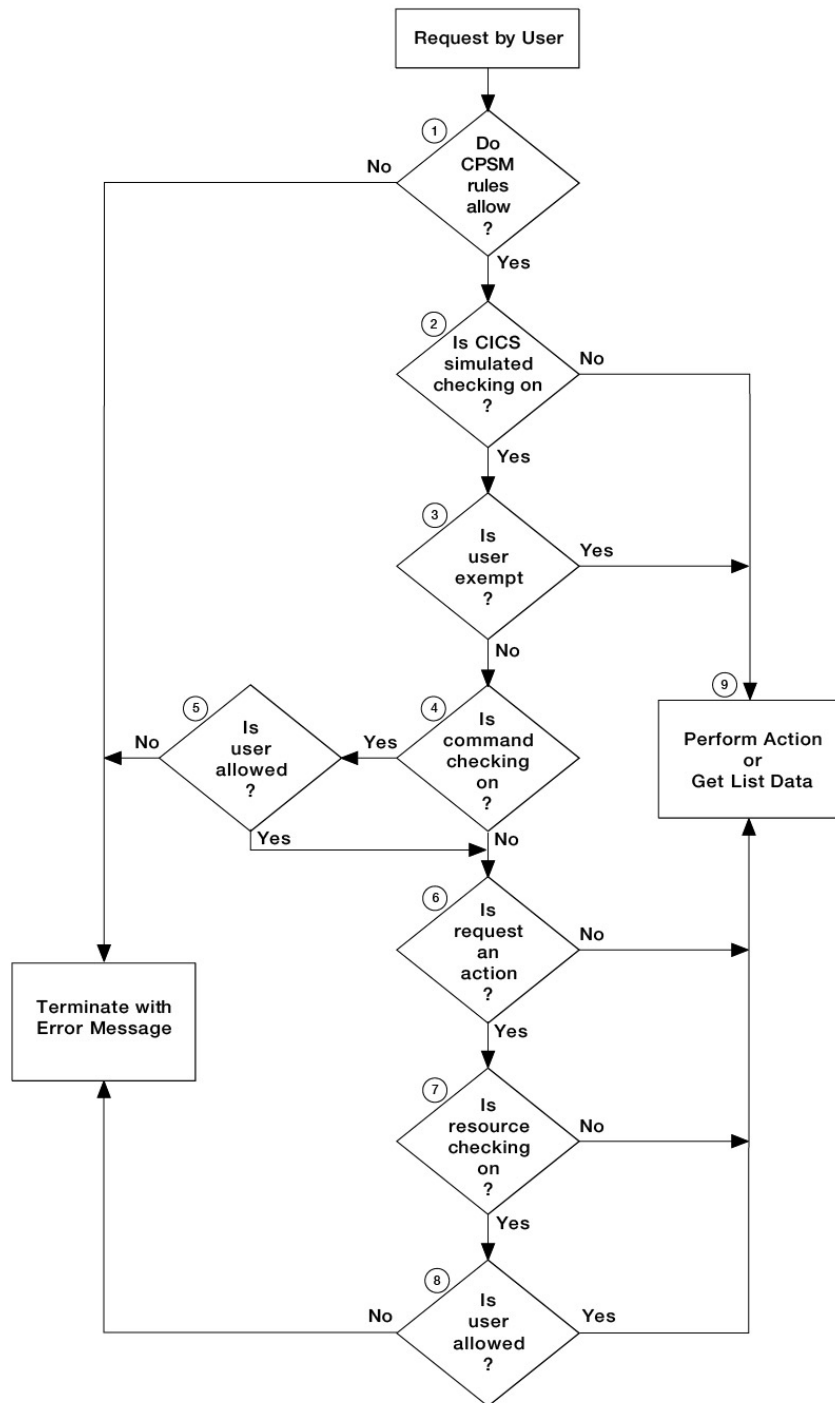 Request by User
1
Do
CPSM
rules
allow
?
No
Yes
2
Is CICS
simulated
checking on
?
No
Yes
3
Is
user
exempt
?
Yes
No
5
Is
user
allowed
?
No
Yes
4
Is
command
checking
on
?
Yes
No
9
Perform Action
or
Get List Data
6
Is
request
an
action
?
No
Yes
Terminate with
Error Message
7
Is
resource
checking
on
?
No
Yes
8
Is
user
allowed
?
No
Yes